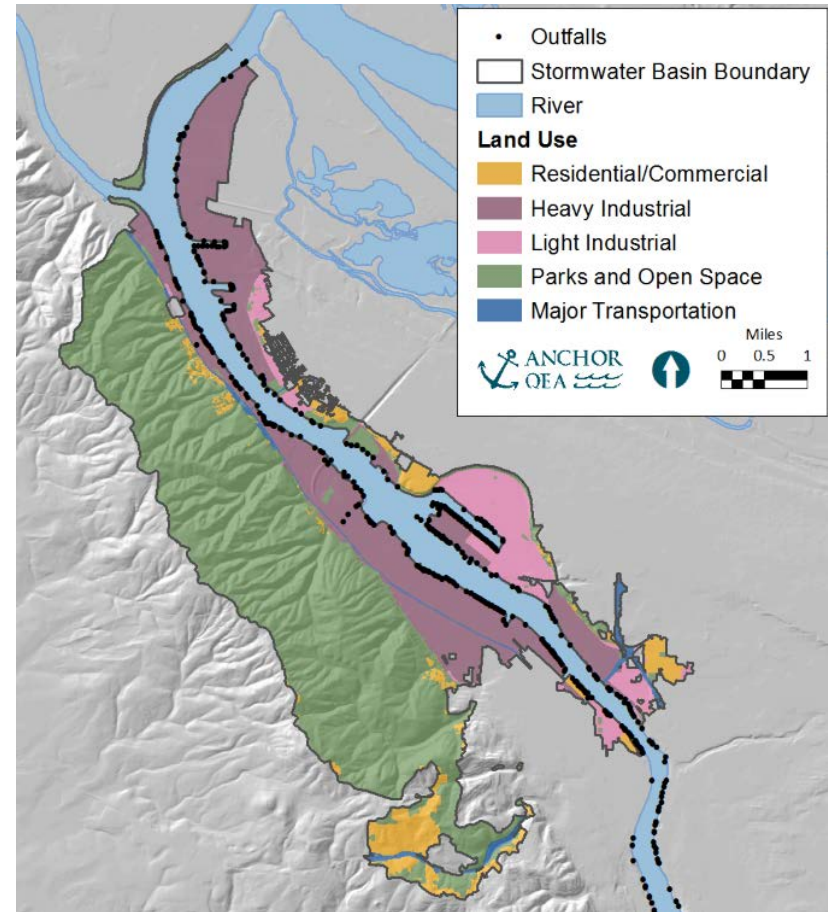 Outfalls
Stormwater Basin Boundary
River
Land Use
Residential/Commercial
Heavy Industrial
Light Industrial
Parks and Open Space
Major Transportation
Miles
0 0.5 1
ANCHOR
QEA